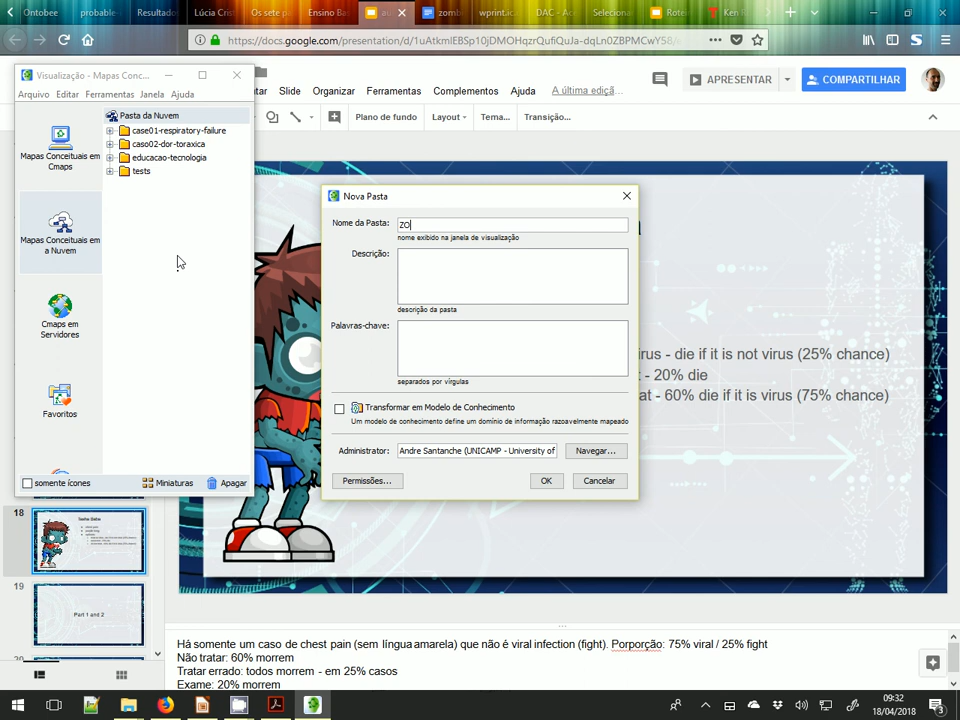 Ontobee
probable
Resultado
Lúcia Cris
Os sete p
Ensino Ba
au
zomb
wprint.ic
DAC - Ac
Seleciona
Rotei
Ken R
https://docs.google.com/presentation/d/1uAtkmIEBSp10jDMOHqzrQufiQuJa-dqLn0ZBPMCwY58/
Visualização - Mapas Conc...
Arquivo Editar Ferramentas Janela Ajuda
tar Slide Organizar Ferramentas Complementos Ajuda A última ediçã...
APRESENTAR
COMPARTILHAR
Plano de fundo Layout Tema... Transição...
Pasta da Nuvem
case01-respiratory-failure
caso02-dor-toraxica
educacao-tecnologia
tests
Mapas Conceituais em
Cmaps
Mapas Conceituais em
a Nuvem
Cmaps em
Servidores
Favoritos
somente ícones Miniaturas Apagar
Nova Pasta
Nome da Pasta: ZO
nome exibido na janela de visualização
Descrição:
descrição da pasta
Palavras-chave:
separados por vírgulas
Transformar em Modelo de Conhecimento
Um modelo de conhecimento define um domínio de informação razoavelmente mapeado
Administrador: Andre Santanche (UNICAMP - University of Navegar...
Permissões... OK Cancelar
irus - die if it is not virus (25% chance)
t - 20% die
at - 60% die if it is virus (75% chance)
18
19
Part 1 and 2
20
Há somente um caso de chest pain (sem língua amarela) que não é viral infection (fight). Porporção: 75% viral / 25% fight
Não tratar: 60% morrem
Tratar errado: todos morrem - em 25% casos
Exame: 20% morrem
09:32
18/04/2018
3